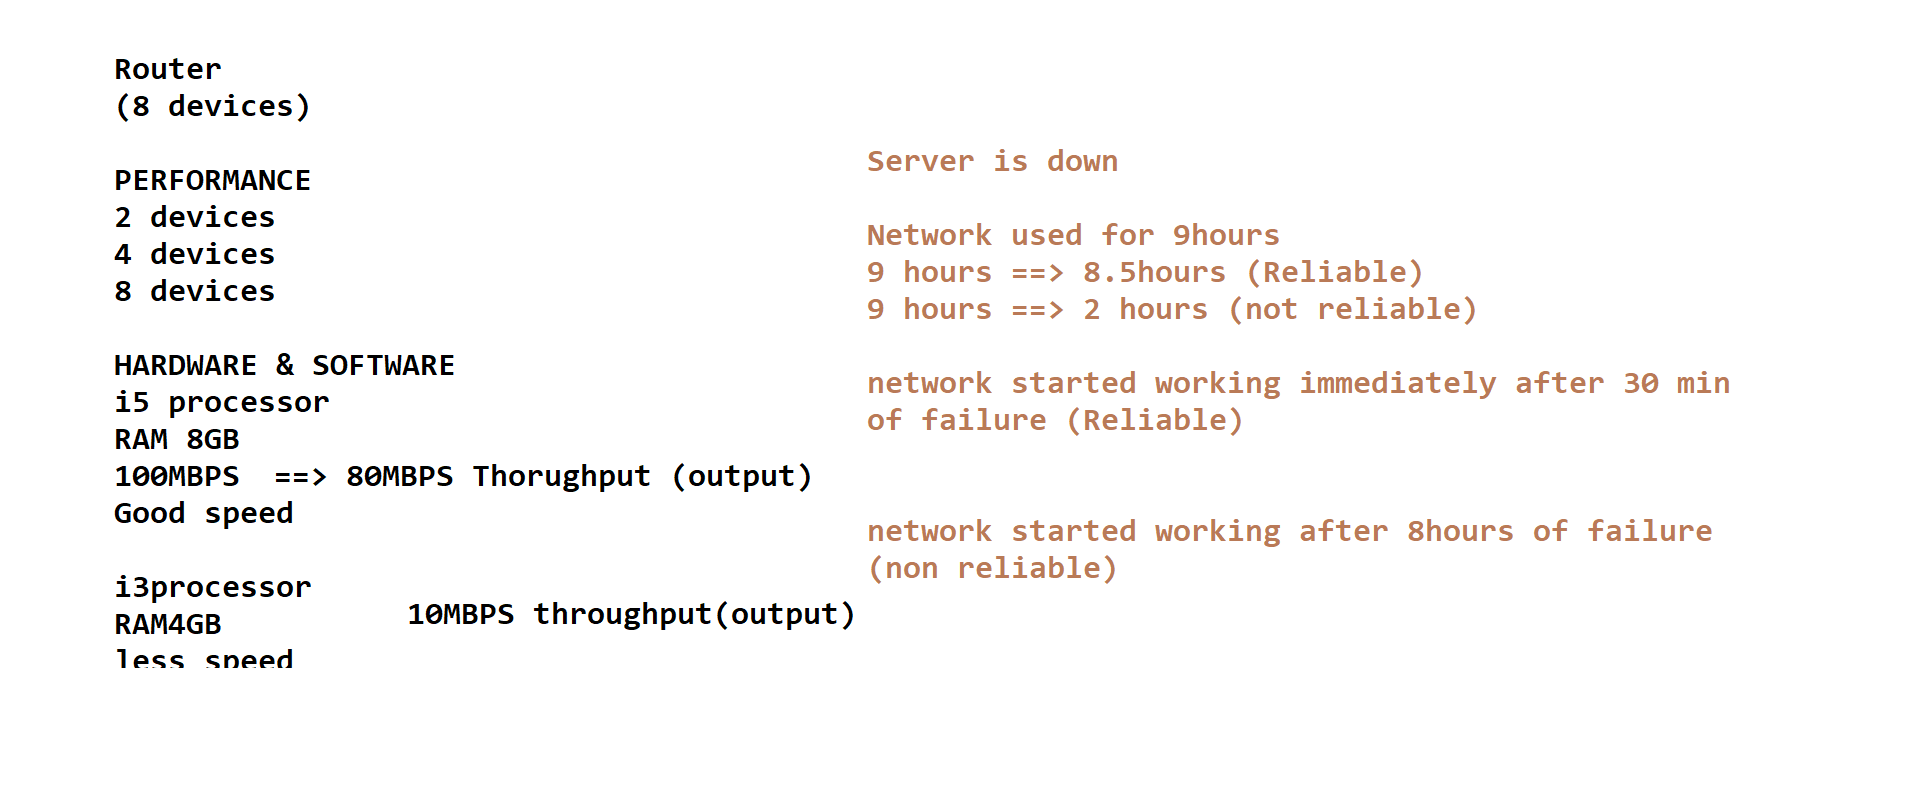 Router
(8 devices)
PERFORMANCE
2 devices
4 devices
8 devices
HARDWARE & SOFTWARE
i5 processor
RAM 8GB
100MBPS  ==> 80MBPS Thorughput (output)
Good speed
i3processor
RAM4GB
10MBPS throughput(output)
less speed
Server is down
Network used for 9hours
9 hours ==> 8.5hours (Reliable)
9 hours ==> 2 hours (not reliable)
network started working immediately after 30 min
of failure (Reliable)
network started working after 8hours of failure
(non reliable)